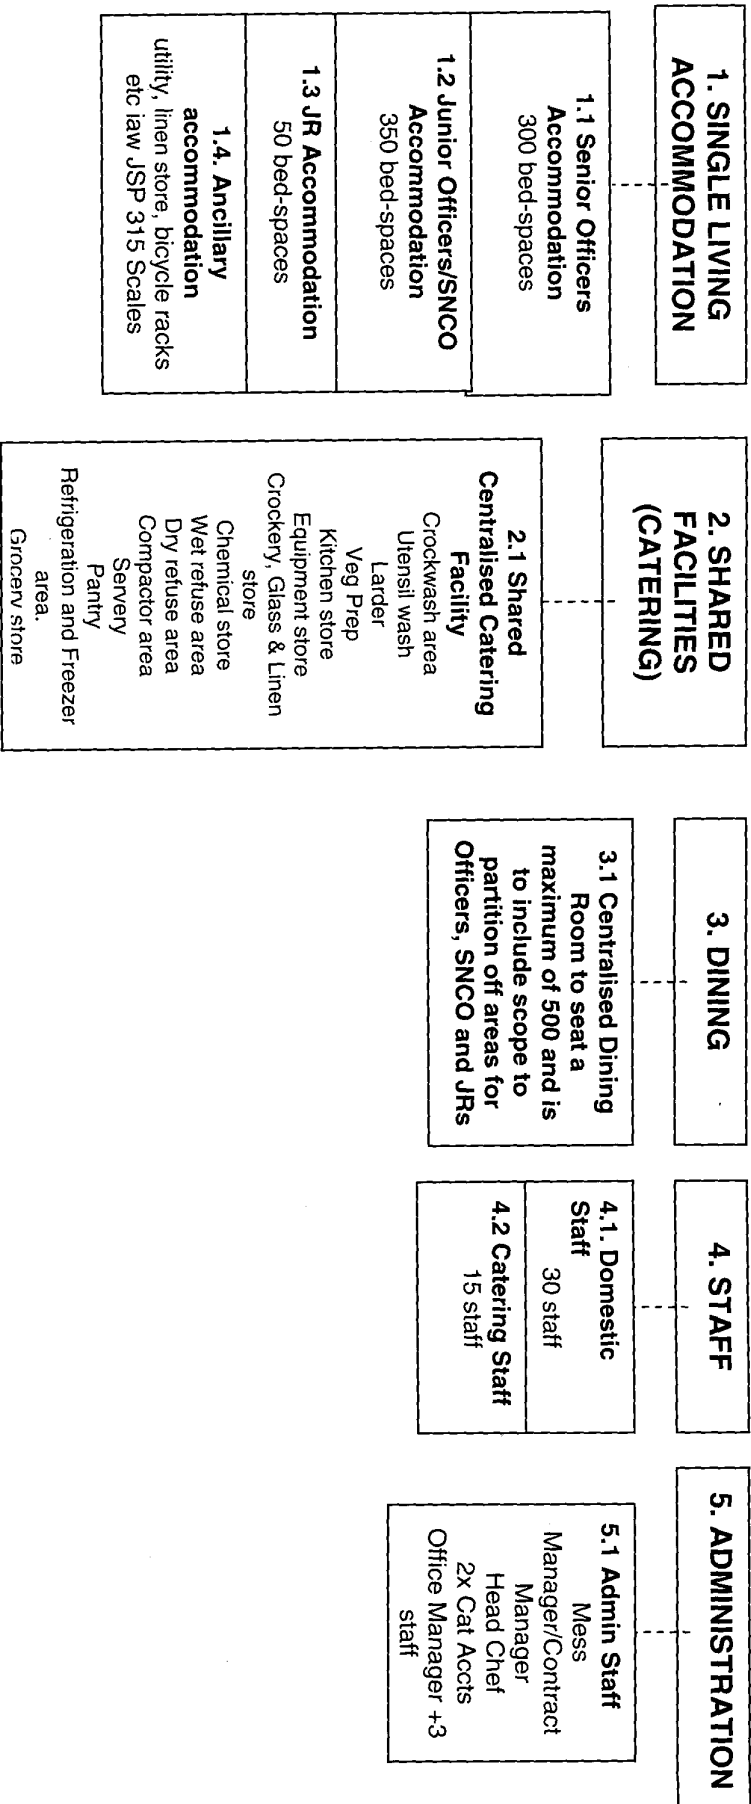 1. SINGLE LIVING
ACCOMMODATION
1.1 Senior Officers
Accommodation
300 bed-spaces
1.2 Junior Officers/SNCO
Accommodation
350 bed-spaces
1.3 JR Accommodation
50 bed-spaces
1.4. Ancillary
accommodation
utility, linen store, bicycle racks
etc iaw JSP 315 Scales
2. SHARED
FACILITIES
(CATERING)
2.1 Shared
Centralised Catering
Facility
Crockwash area
Utensil wash
Larder
Veg Prep
Kitchen store
Equipment store
Crockery, Glass & Linen
store
Chemical store
Wet refuse area
Dry refuse area
Compactor area
Servery
Pantry
Refrigeration and Freezer
area.
Grocery store
3. DINING
3.1 Centralised Dining
Room to seat a
maximum of 500 and is
to include scope to
partition off areas for
Officers, SNCO and JRs
4. STAFF
4.1. Domestic
Staff
30 staff
4.2 Catering Staff
15 staff
5. ADMINISTRATION
5.1 Admin Staff
Mess
Manager/Contract
Manager
Head Chef
2x Cat Accts
Office Manager +3
staff